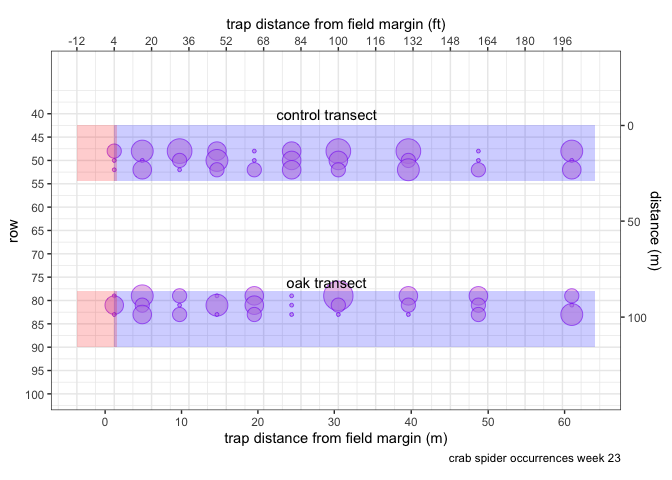 trap distance from field margin (ft)
-12 4 20 36 52 68 84 100 116 132 148 164 180 196
control transect
oak transect
row
40
45
50
55
60
65
70
75
80
85
90
95
100
distance (m)
0
50
100
0 10 20 30 40 50 60
trap distance from field margin (m)
crab spider occurrences week 23